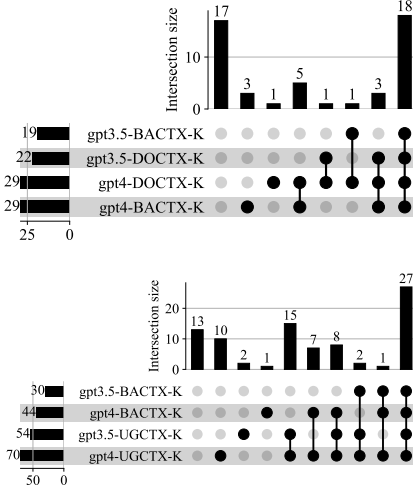 17 3 1 5 1 1 3 18
Intersection size
10
0
19 gpt3.5-BACTX-K
22 gpt3.5-DOCTX-K
29 gpt4-DOCTX-K
29 gpt4-BACTX-K
25 0
13 10 2 1 15 7 8 2 1 27
Intersection size
20
10
0
30 gpt3.5-BACTX-K
44 gpt4-BACTX-K
54 gpt3.5-UGCTX-K
70 gpt4-UGCTX-K
50 0